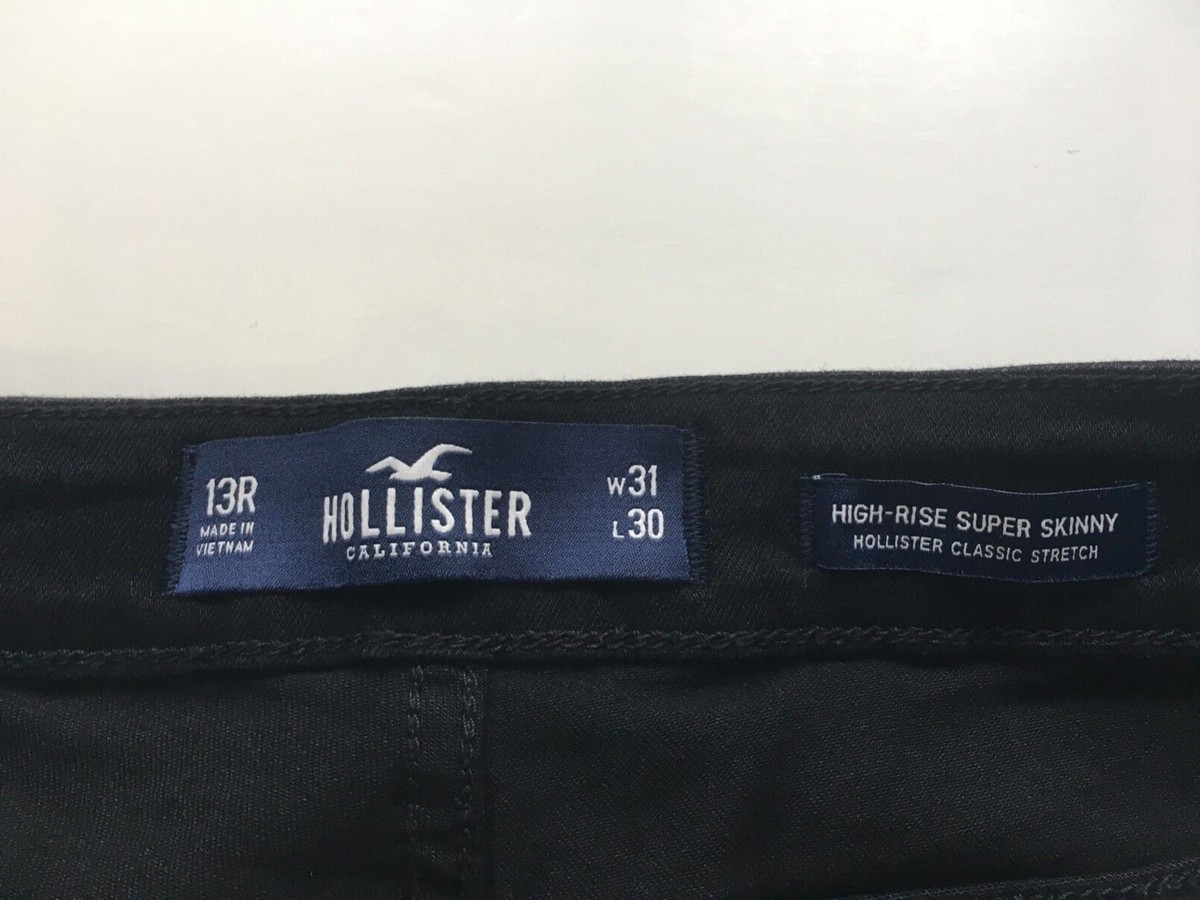 13R
MADE IN
VIETNAM
HOLLISTER
CALIFORNIA
W31
L30
HIGH-RISE SUPER SKINNY
HOLLISTER CLASSIC STRETCH